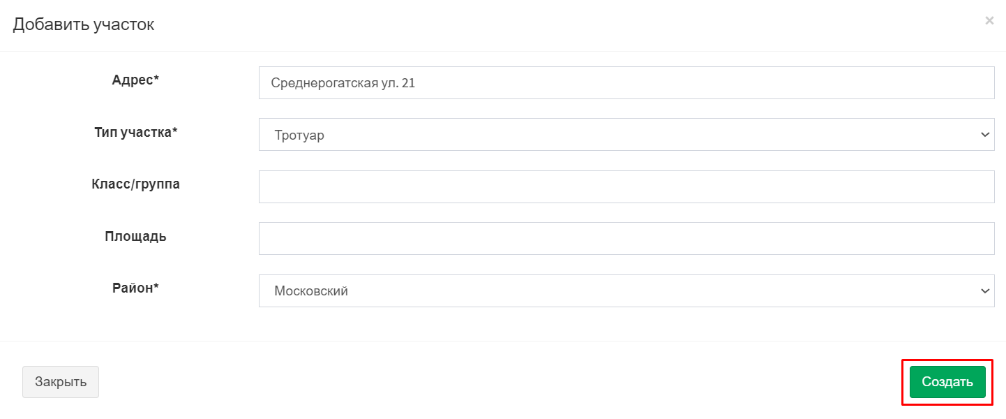 Добавить участок
×
Адрес*
Среднерогатская ул. 21
Тип участка*
Тротуар
Класс/группа
Площадь
Район*
Московский
Закрыть
Создать